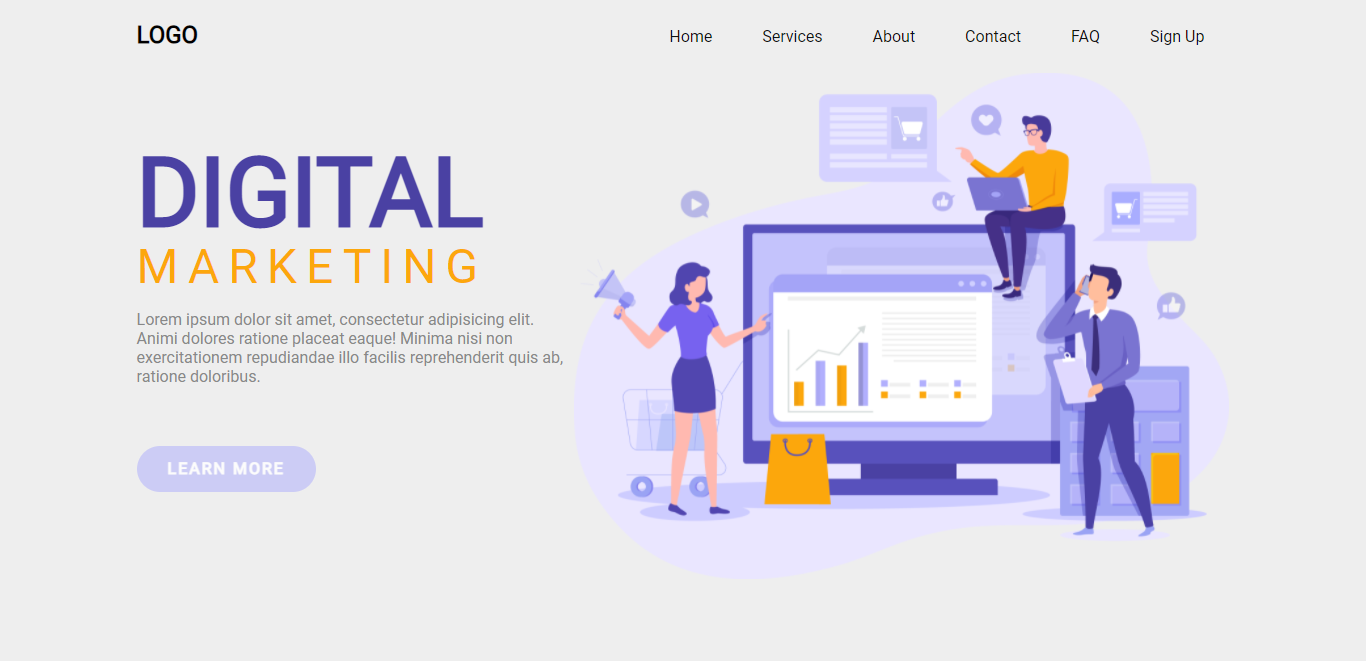 LOGO
Home Services About Contact FAQ Sign Up
DIGITAL
MARKETING
Lorem ipsum dolor sit amet, consectetur adipisicing elit.
Animi dolores ratione placeat eaque! Minima nisi non
exercitationem repudiandae illo facilis reprehenderit quis ab,
ratione doloribus.
LEARN MORE